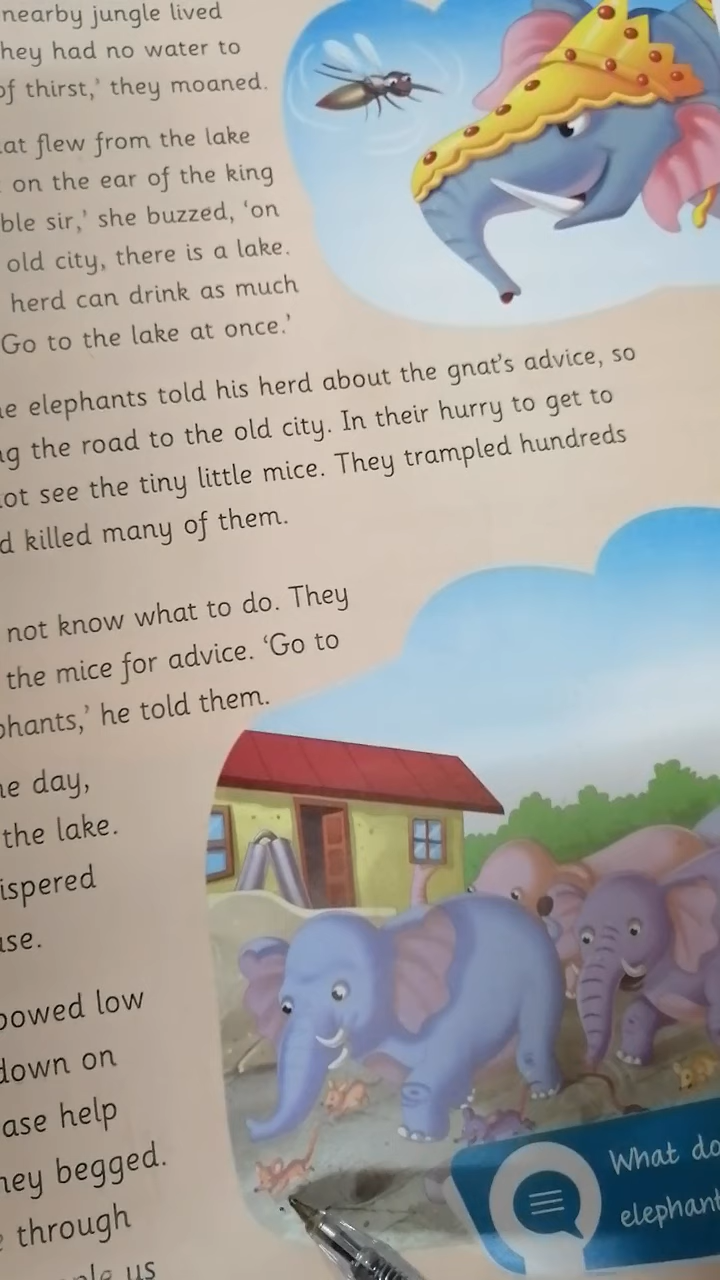 nearby jungle lived
hey had no water to
of thirst,' they moaned.
at flew from the lake
on the ear of the king
ble sir,' she buzzed, 'on
old city, there is a lake.
herd can drink as much
Go to the lake at once.'
e elephants told his herd about the gnat's advice, so
ng the road to the old city. In their hurry to get to
ot see the tiny little mice. They trampled hundreds
d killed many of them.
not know what to do. They
the mice for advice. 'Go to
phants,' he told them.
e day,
the lake.
ispered
use.
bowed low
down on
ase help
hey begged.
through
us
What do
elephant